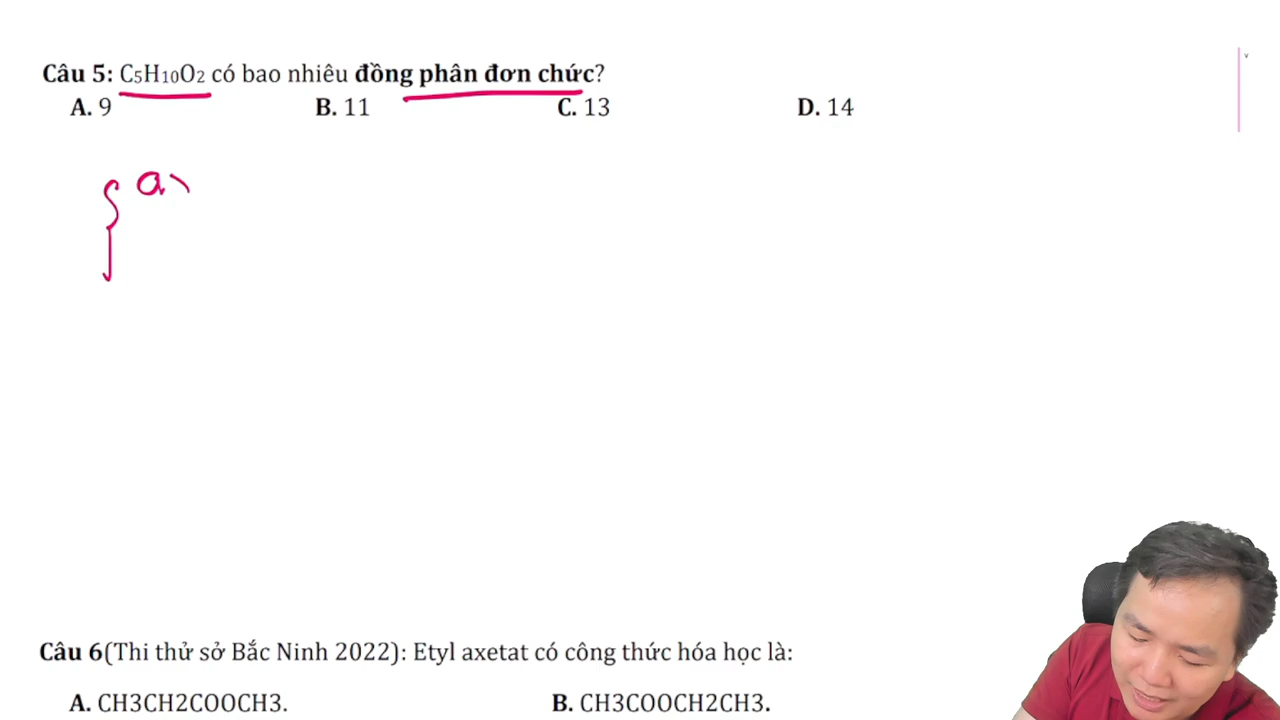 Câu 5: C5H10O2 có bao nhiêu đồng phân đơn chức?
A. 9 B. 11 C. 13 D. 14
Câu 6(Thi thử sở Bắc Ninh 2022): Etyl axetat có công thức hóa học là:
A. CH3CH2COOCH3. B. CH3COOCH2CH3.